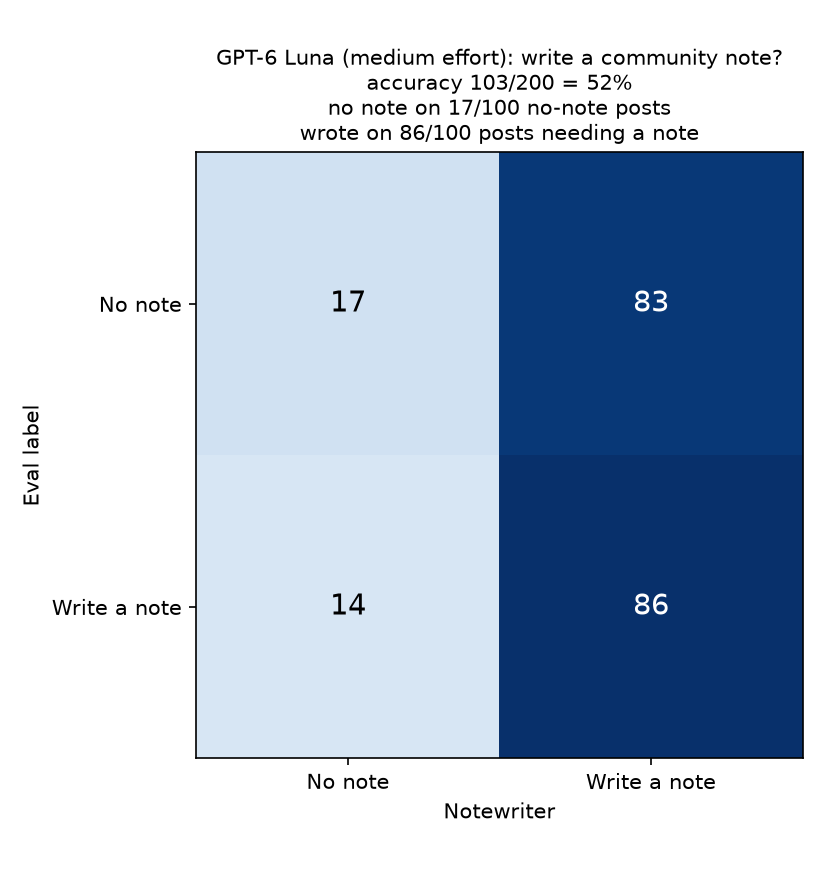 GPT-6 Luna (medium effort): write a community note?
accuracy 103/200 = 52%
no note on 17/100 no-note posts
wrote on 86/100 posts needing a note
No note
17
83
Eval label
Write a note
14
86
No note
Write a note
Notewriter